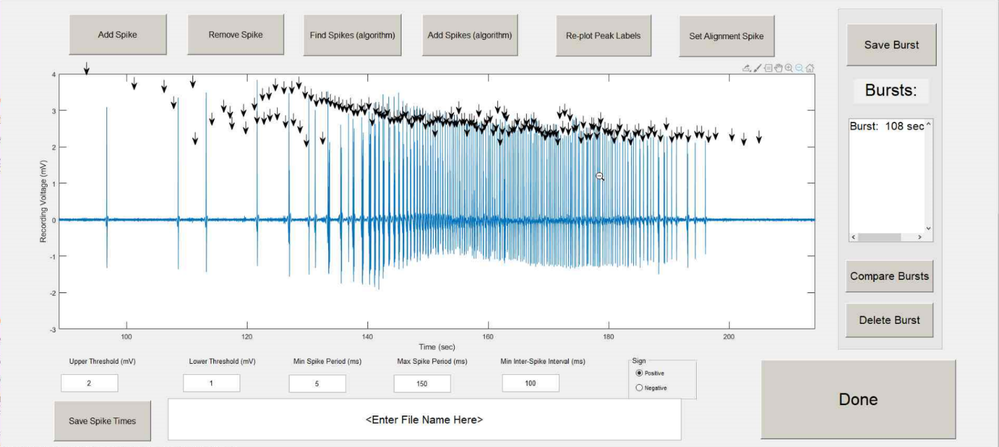 Add Spike
Remove Spike
Find Spikes (algorithm)
Add Spikes (algorithm)
Re-plot Peak Labels
Set Alignment Spike
Save Burst
Bursts:
Burst: 108 sec
Compare Bursts
Delete Burst
Recording Voltage (mV)
4
3
2
1
0
-1
-2
-3
100
120
140
160
180
200
Time (sec)
Upper Threshold (mV)
Lower Threshold (mV)
Min Spike Period (ms)
Max Spike Period (ms)
Min Inter-Spike Interval (ms)
Sign
2
1
5
150
100
Positive
Negative
Save Spike Times
<Enter File Name Here>
Done